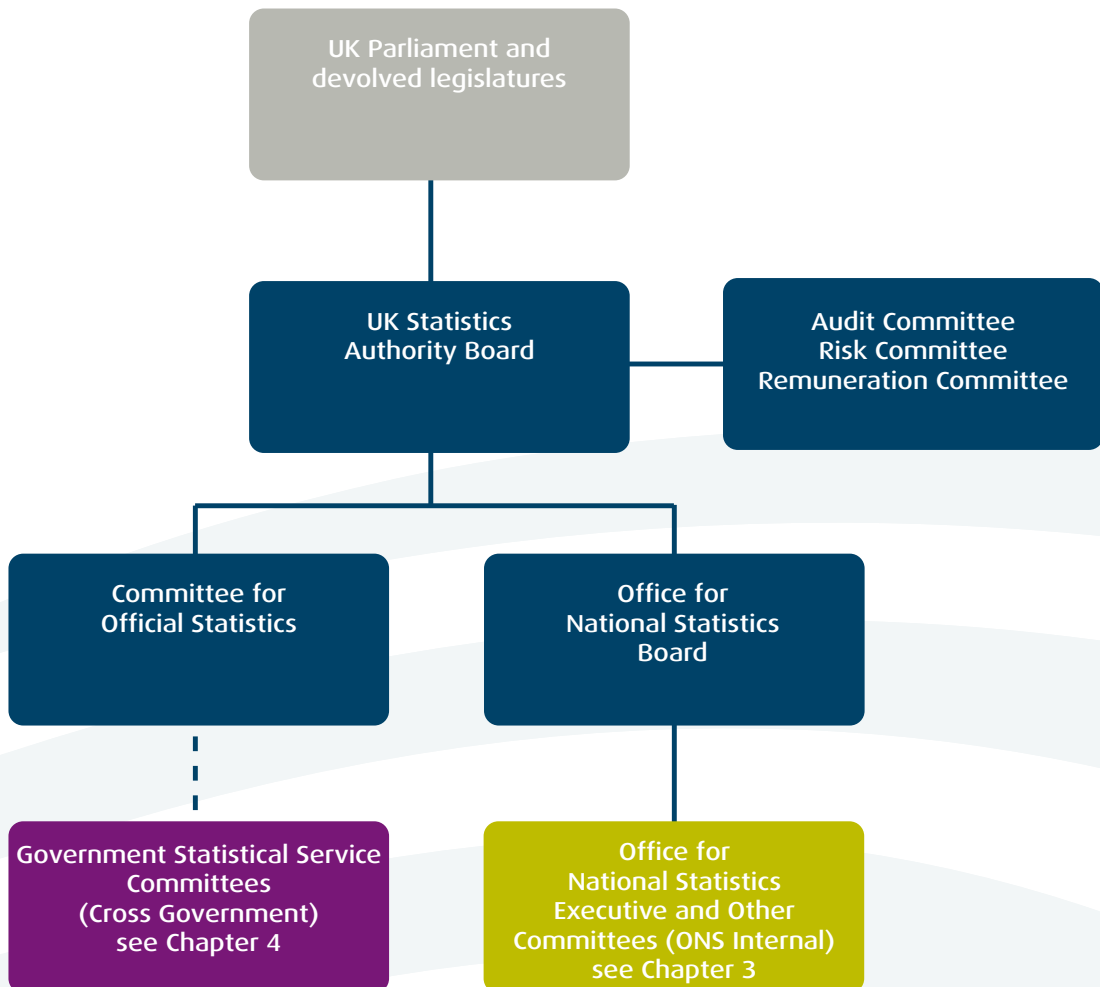 UK Parliament and
devolved legislatures
UK Statistics
Authority Board
Audit Committee
Risk Committee
Remuneration Committee
Committee for
Official Statistics
Office for
National Statistics
Board
Government Statistical Service
Committees
(Cross Government)
see Chapter 4
Office for
National Statistics
Executive and Other
Committees (ONS Internal)
see Chapter 3